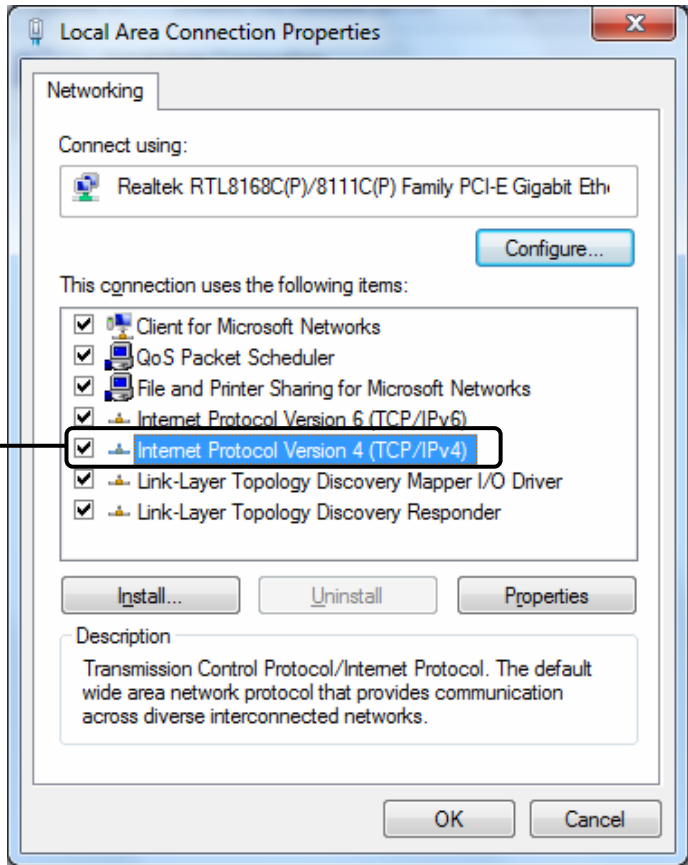 Local Area Connection Properties
Networking
Connect using:
Realtek RTL8168C(P)/8111C(P) Family PCI-E Gigabit Eth
Configure...
This connection uses the following items:
Client for Microsoft Networks
QoS Packet Scheduler
File and Printer Sharing for Microsoft Networks
Internet Protocol Version 6 (TCP/IPv6)
Internet Protocol Version 4 (TCP/IPv4)
Link-Layer Topology Discovery Mapper I/O Driver
Link-Layer Topology Discovery Responder
Install...
Uninstall
Properties
Description
Transmission Control Protocol/Internet Protocol. The default
wide area network protocol that provides communication
across diverse interconnected networks.
OK
Cancel